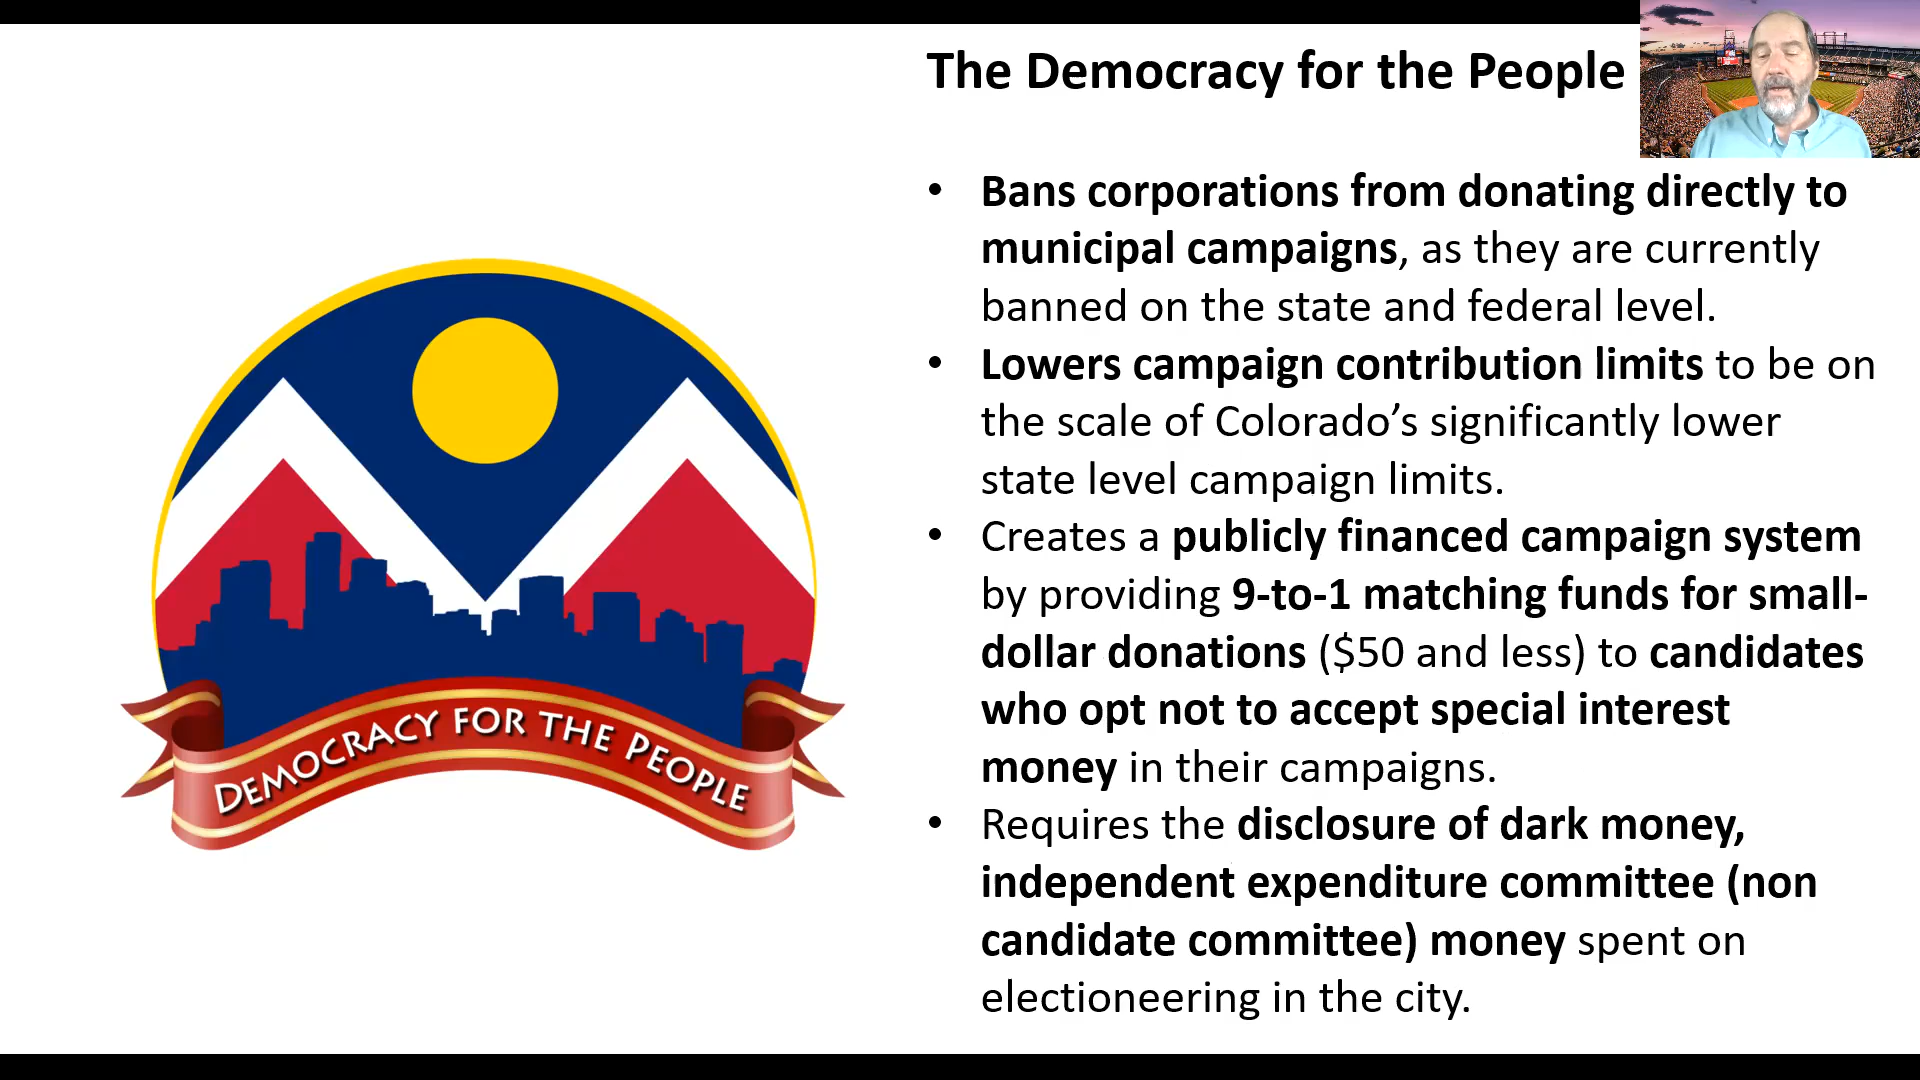 The Democracy for the People
• Bans corporations from donating directly to
municipal campaigns, as they are currently
banned on the state and federal level.
• Lowers campaign contribution limits to be on
the scale of Colorado’s significantly lower
state level campaign limits.
• Creates a publicly financed campaign system
by providing 9-to-1 matching funds for small-
dollar donations ($50 and less) to candidates
who opt not to accept special interest
money in their campaigns.
• Requires the disclosure of dark money,
independent expenditure committee (non
candidate committee) money spent on
electioneering in the city.
DEMOCRACY FOR THE PEOPLE